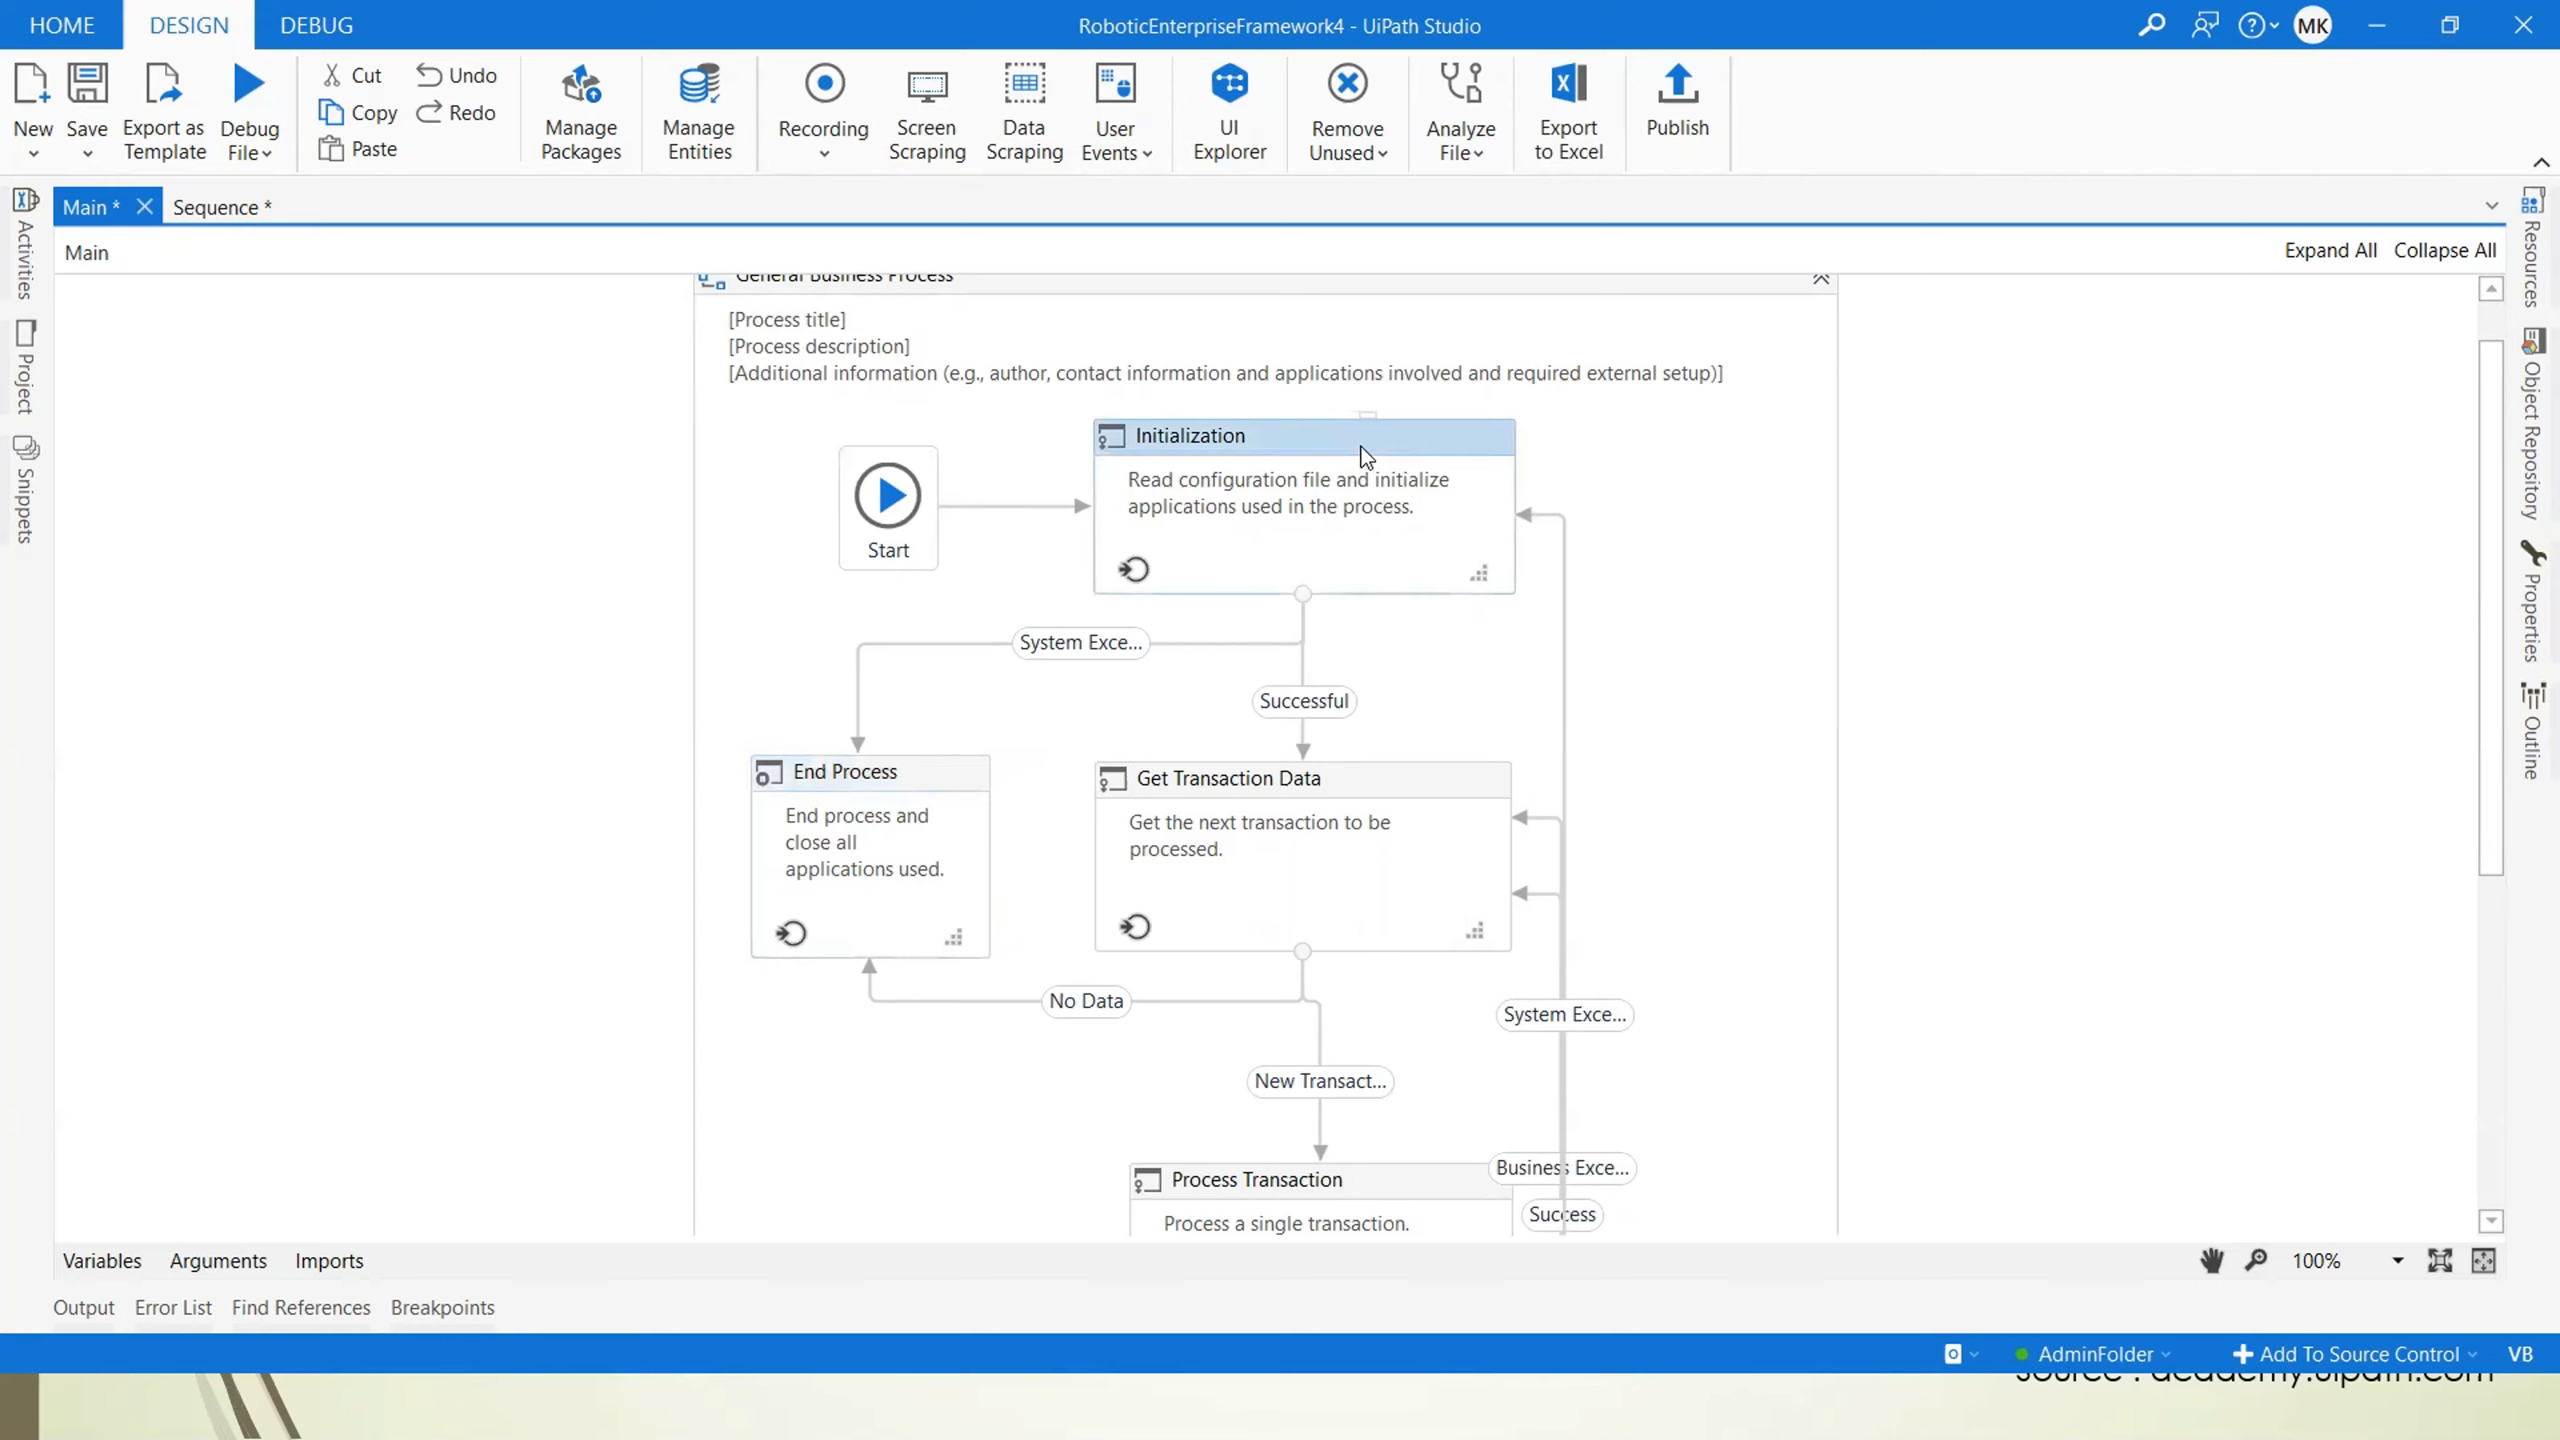 HOME DESIGN DEBUG RoboticEnterpriseFramework4 - UiPath Studio MK
New Save Export as Template Debug File Cut Copy Paste Undo Redo Manage Packages Manage Entities Recording Screen Scraping Data Scraping User Events UI Explorer Remove Unused Analyze File Export to Excel Publish
Main * Sequence *
Main Expand All Collapse All
Activities
Project
Snippets
Resources
Object Repository
Properties
Outline
General Business Process
[Process title]
[Process description]
[Additional information (e.g., author, contact information and applications involved and required external setup)]
Start
Initialization
Read configuration file and initialize
applications used in the process.
System Exce...
Successful
End Process
End process and
close all
applications used.
Get Transaction Data
Get the next transaction to be
processed.
No Data
System Exce...
New Transact...
Business Exce...
Process Transaction
Success
Process a single transaction.
Variables Arguments Imports 100%
Output Error List Find References Breakpoints
AdminFolder Add To Source Control VB
source : academy.uipath.com